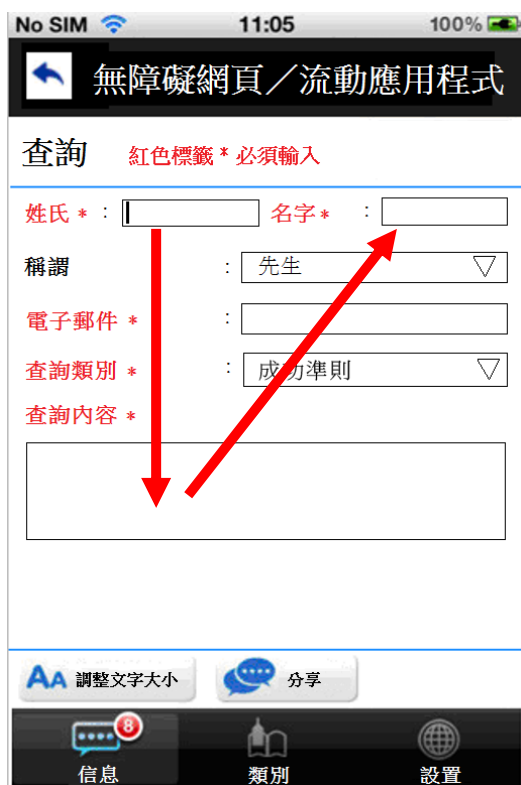 No SIM 11:05 100%
無障礙網頁／流動應用程式
查詢 紅色標籤 * 必須輸入
姓氏 * : 名字 * :
稱謂 : 先生
電子郵件 * :
查詢類別 * : 成功準則
查詢內容 *
AA 調整文字大小 分享
8
信息 類別 設置